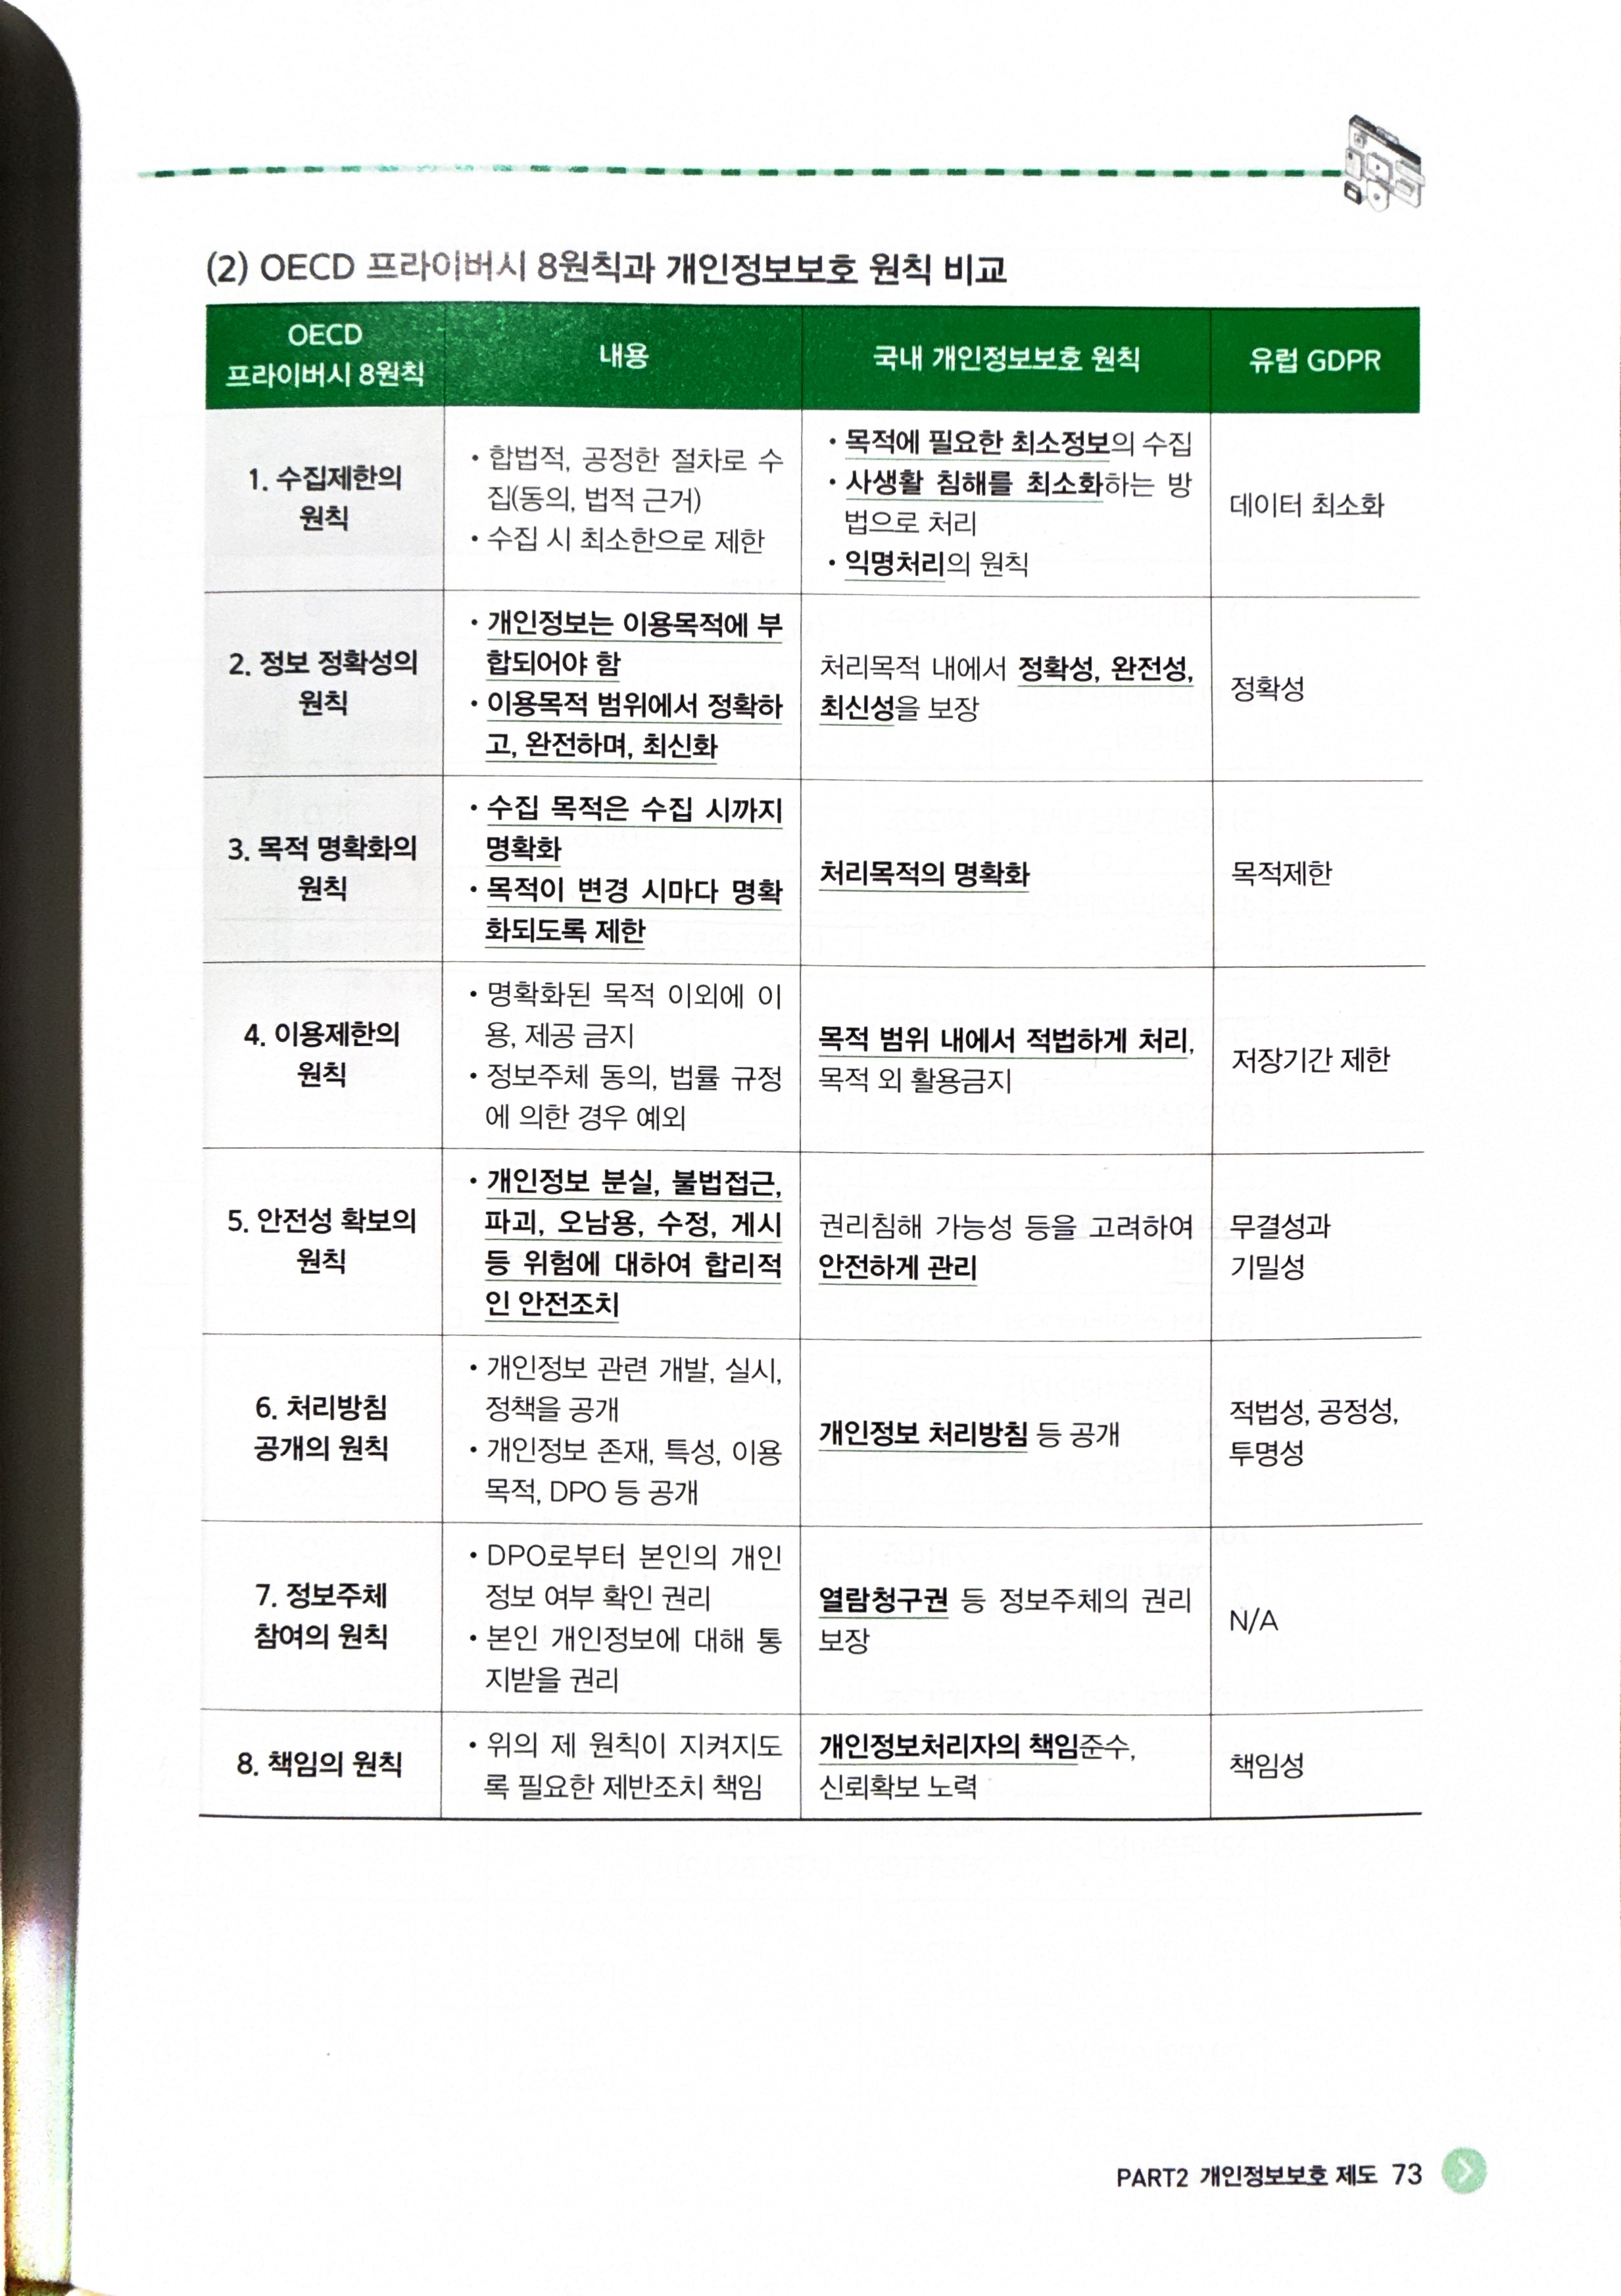 (2) OECD 프라이버시 8원칙과 개인정보보호 원칙 비교
OECD
프라이버시 8원칙
내용
국내 개인정보보호 원칙
유럽 GDPR
1. 수집제한의
원칙
• 합법적, 공정한 절차로 수
집(동의, 법적 근거)
• 수집 시 최소한으로 제한
• 목적에 필요한 최소정보의 수집
• 사생활 침해를 최소화하는 방
법으로 처리
• 익명처리의 원칙
데이터 최소화
2. 정보 정확성의
원칙
• 개인정보는 이용목적에 부
합되어야 함
• 이용목적 범위에서 정확하
고, 완전하며, 최신화
처리목적 내에서 정확성, 완전성,
최신성을 보장
정확성
3. 목적 명확화의
원칙
• 수집 목적은 수집 시까지
명확화
• 목적이 변경 시마다 명확
화되도록 제한
처리목적의 명확화
목적제한
4. 이용제한의
원칙
• 명확화된 목적 이외에 이
용, 제공 금지
• 정보주체 동의, 법률 규정
에 의한 경우 예외
목적 범위 내에서 적법하게 처리,
목적 외 활용금지
저장기간 제한
5. 안전성 확보의
원칙
• 개인정보 분실, 불법접근,
파괴, 오남용, 수정, 게시
등 위험에 대하여 합리적
인 안전조치
권리침해 가능성 등을 고려하여
안전하게 관리
무결성과
기밀성
6. 처리방침
공개의 원칙
• 개인정보 관련 개발, 실시,
정책을 공개
• 개인정보 존재, 특성, 이용
목적, DPO 등 공개
개인정보 처리방침 등 공개
적법성, 공정성,
투명성
7. 정보주체
참여의 원칙
• DPO로부터 본인의 개인
정보 여부 확인 권리
• 본인 개인정보에 대해 통
지받을 권리
열람청구권 등 정보주체의 권리
보장
N/A
8. 책임의 원칙
• 위의 제 원칙이 지켜지도
록 필요한 제반조치 책임
개인정보처리자의 책임준수,
신뢰확보 노력
책임성
PART2 개인정보보호 제도 73